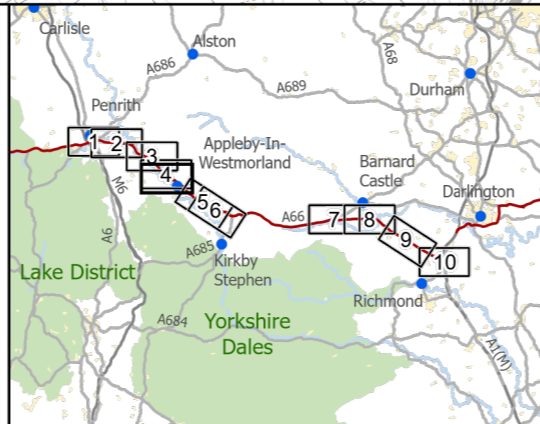 Carlisle
Alston
A68
A686
A689
Durham
Penrith
Appleby-In-
Westmorland
Barnard
Castle
Darlington
1
2
3
4
5
6
7
8
9
10
M6
A66
A6
A685
Kirkby
Stephen
Lake District
Richmond
A684
Yorkshire
Dales
A1(M)